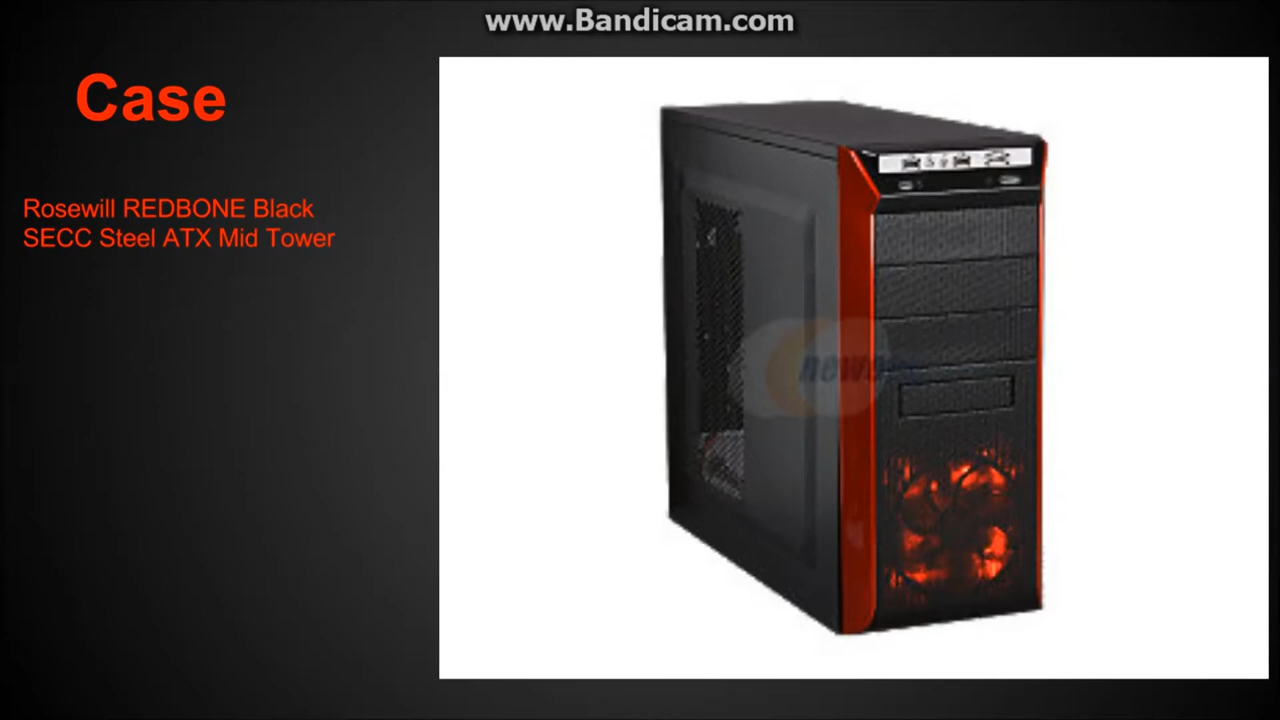 www.Bandicam.com
Case
Rosewill REDBONE Black
SECC Steel ATX Mid Tower